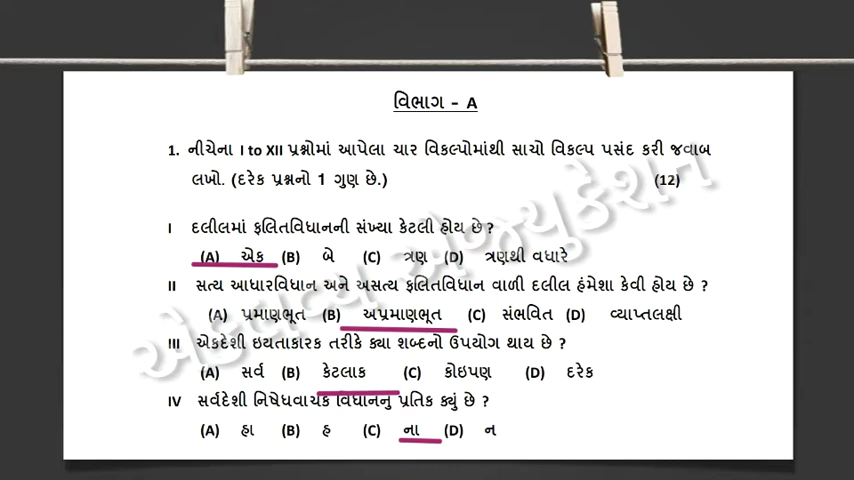 વિભાગ - A
1. નીચેના I to XII પ્રશ્નોમાં આપેલા ચાર વિકલ્પોમાંથી સાચો વિકલ્પ પસંદ કરી જવાબ
લખો. (દરેક પ્રશ્નનો 1 ગુણ છે.) (12)
I દલીલમાં ફલિતવિધાનની સંખ્યા કેટલી હોય છે?
(A) એક (B) બે (C) ત્રણ (D) ત્રણથી વધારે
II સત્ય આધારવિધાન અને અસત્ય ફલિતવિધાન વાળી દલીલ હંમેશા કેવી હોય છે ?
(A) પ્રમાણભૂત (B) અપ્રમાણભૂત (C) સંભવિત (D) વ્યાપ્તલક્ષી
III એકદેશી ઇયતાકારક તરીકે ક્યા શબ્દનો ઉપયોગ થાય છે ?
(A) સર્વ (B) કેટલાક (C) કોઇપણ (D) દરેક
IV સર્વદેશી નિષેધવાચક વિધાનનુ પ્રતિક ક્યું છે ?
(A) હા (B) હ (C) ના (D) ન
એકલવ્ય એજ્યુકેશન